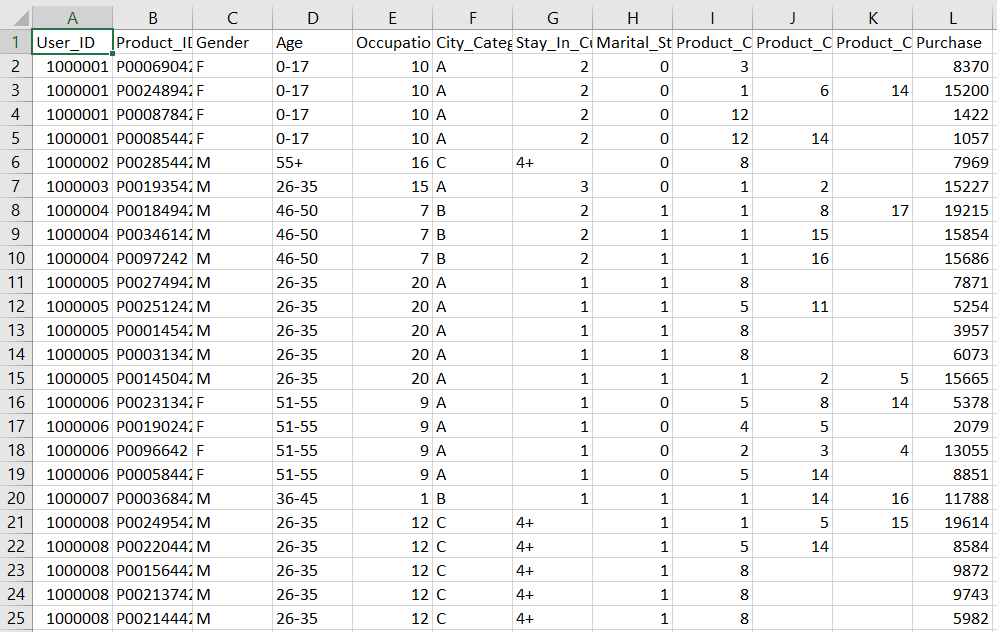 A B C D E F G H I J K L
1 User_ID Product_ID Gender Age Occupatio City_Categ Stay_In_Cu Marital_St Product_C Product_C Product_C Purchase
2 1000001 P00069042 F 0-17 10 A 2 0 3 8370
3 1000001 P00248942 F 0-17 10 A 2 0 1 6 14 15200
4 1000001 P00087842 F 0-17 10 A 2 0 12 1422
5 1000001 P00085442 F 0-17 10 A 2 0 12 14 1057
6 1000002 P00285442 M 55+ 16 C 4+ 0 8 7969
7 1000003 P00193542 M 26-35 15 A 3 0 1 2 15227
8 1000004 P00184942 M 46-50 7 B 2 1 1 8 17 19215
9 1000004 P00346142 M 46-50 7 B 2 1 1 15 15854
10 1000004 P0097242 M 46-50 7 B 2 1 1 16 15686
11 1000005 P00274942 M 26-35 20 A 1 1 8 7871
12 1000005 P00251242 M 26-35 20 A 1 1 5 11 5254
13 1000005 P00014542 M 26-35 20 A 1 1 8 3957
14 1000005 P00031342 M 26-35 20 A 1 1 8 6073
15 1000005 P00145042 M 26-35 20 A 1 1 1 2 5 15665
16 1000006 P00231342 F 51-55 9 A 1 0 5 8 14 5378
17 1000006 P00190242 F 51-55 9 A 1 0 4 5 2079
18 1000006 P0096642 F 51-55 9 A 1 0 2 3 4 13055
19 1000006 P00058442 F 51-55 9 A 1 0 5 14 8851
20 1000007 P00036842 M 36-45 1 B 1 1 1 14 16 11788
21 1000008 P00249542 M 26-35 12 C 4+ 1 1 5 15 19614
22 1000008 P00220442 M 26-35 12 C 4+ 1 5 14 8584
23 1000008 P00156442 M 26-35 12 C 4+ 1 8 9872
24 1000008 P00213742 M 26-35 12 C 4+ 1 8 9743
25 1000008 P00214442 M 26-35 12 C 4+ 1 8 5982